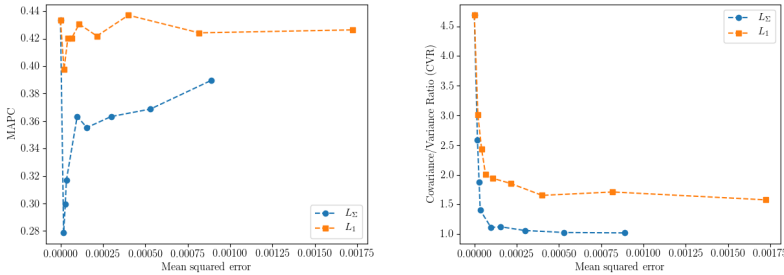 0.44
0.42
0.40
0.38
0.36
0.34
0.32
0.30
0.28
MAPC
0.00000 0.00025 0.00050 0.00075 0.00100 0.00125 0.00150 0.00175
Mean squared error
L_Σ
L_1
4.5
4.0
3.5
3.0
2.5
2.0
1.5
1.0
Covariance/Variance Ratio (CVR)
0.00000 0.00025 0.00050 0.00075 0.00100 0.00125 0.00150 0.00175
Mean squared error
L_Σ
L_1